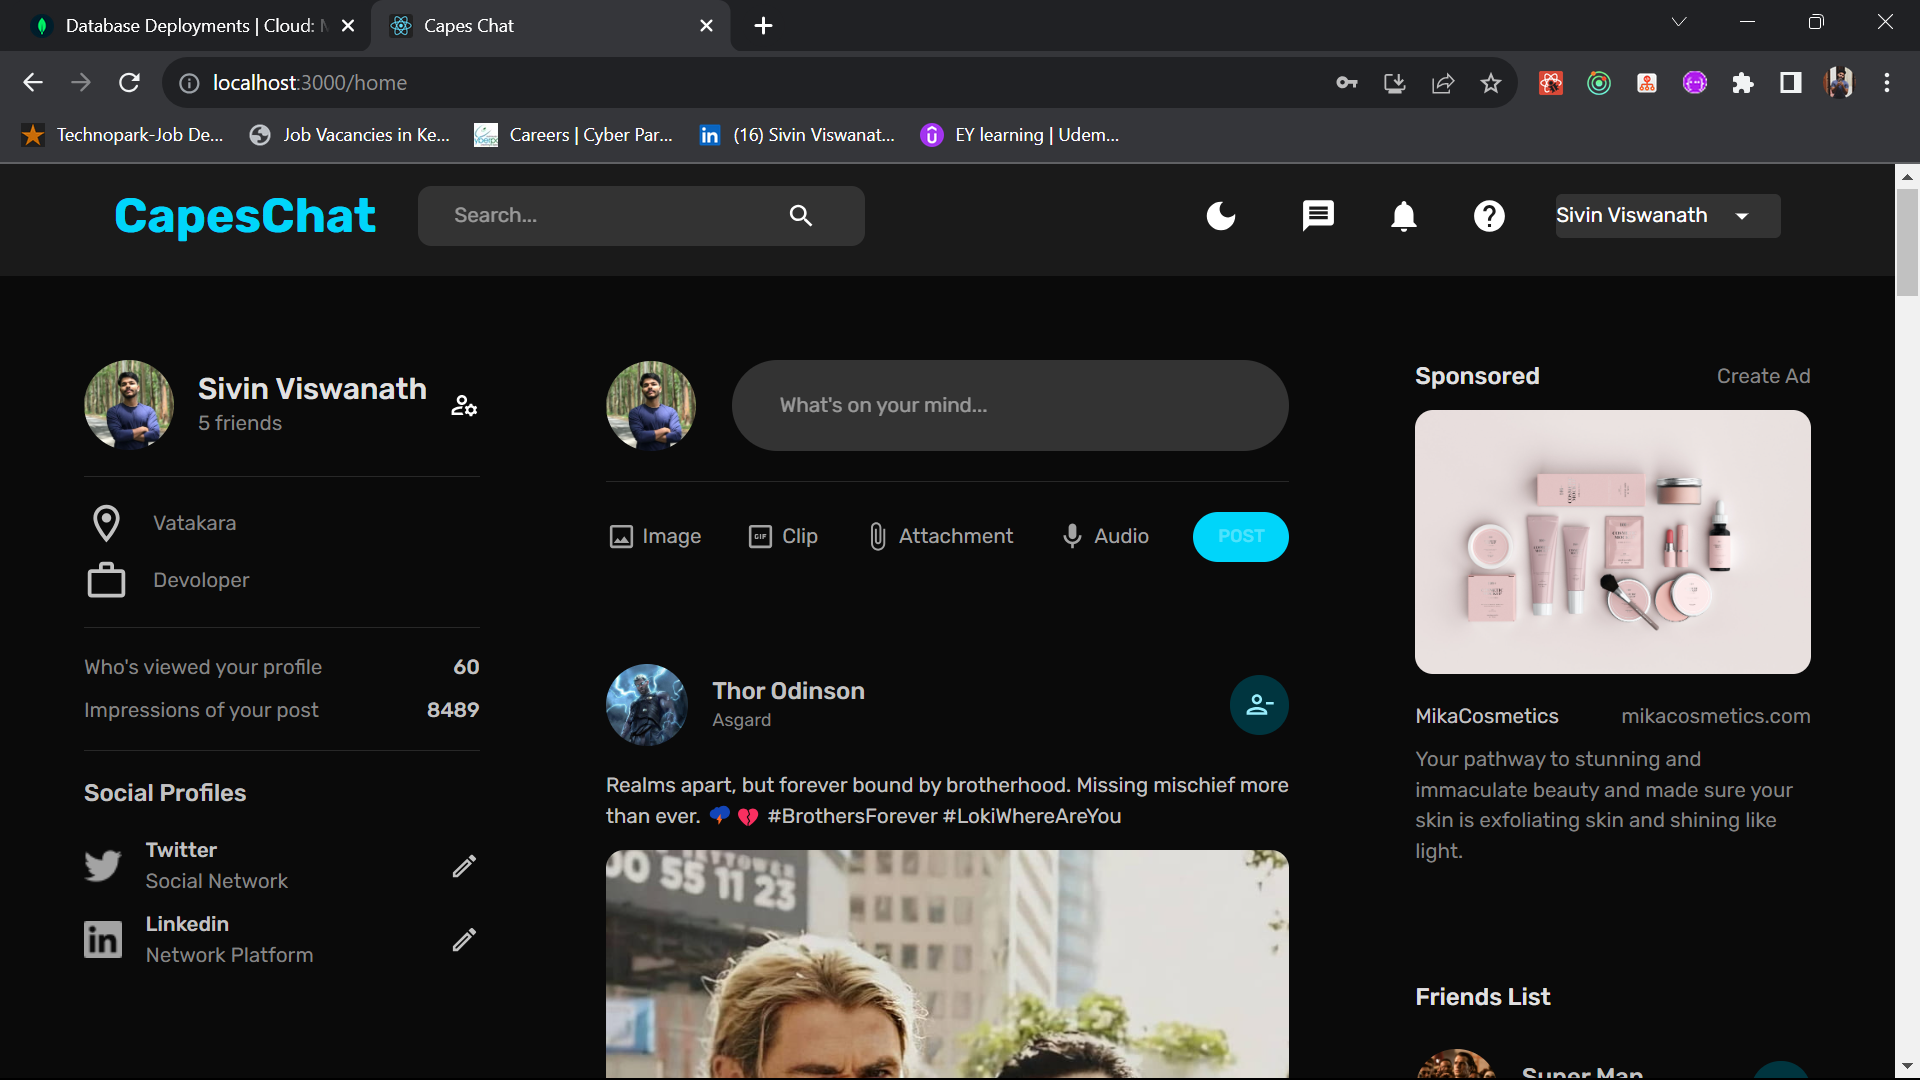 Database Deployments | Cloud:
Capes Chat
localhost:3000/home
Technopark-Job De...
Job Vacancies in Ke...
Careers | Cyber Par...
(16) Sivin Viswanat...
EY learning | Udem...
CapesChat
Search...
Sivin Viswanath
Sivin Viswanath
5 friends
Vatakara
Devoloper
Who's viewed your profile 60
Impressions of your post 8489
Social Profiles
Twitter
Social Network
Linkedin
Network Platform
What's on your mind...
Image
GIF Clip
Attachment
Audio
POST
Thor Odinson
Asgard
Realms apart, but forever bound by brotherhood. Missing mischief more
than ever. 🌩️ 💔 #BrothersForever #LokiWhereAreYou
00 55 11 23
Sponsored
Create Ad
MikaCosmetics
mikacosmetics.com
Your pathway to stunning and
immaculate beauty and made sure your
skin is exfoliating skin and shining like
light.
Friends List
Super Man